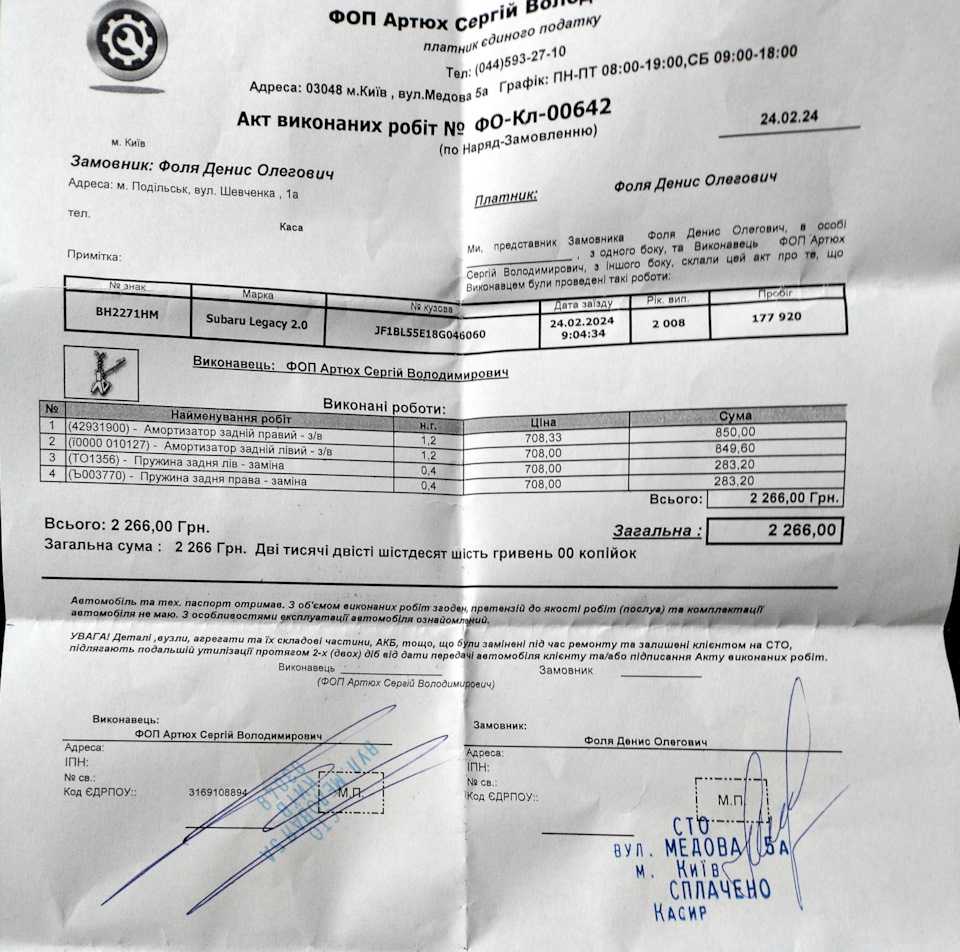 ФОП Артюх Сергій
платник єдиного податку
Тел: (044)593-27-10
Адреса: 03048 м.Київ , вул.Медова 5а Графік: ПН-ПТ 08:00-19:00,СБ 09:00-18:00
Акт виконаних робіт № ФО-Кл-00642
24.02.24
(по Наряд-Замовленню)
м. Київ
Замовник: Фоля Денис Олегович
Платник: Фоля Денис Олегович
Адреса: м. Подільськ, вул. Шевченка , 1а
тел.
Каса
Примітка:
Ми, представник Замовника Фоля Денис Олегович, в особі
, з одного боку, та Виконавець ФОП Артюх
Сергій Володимирович, з іншого боку, склали цей акт про те, що
Виконавцем були проведені такі роботи:
№ знак Марка № кузова Дата заїзду Рік. вип. Пробіг
BH2271HM Subaru Legacy 2.0 JF1BL55E18G046060 24.02.2024 9:04:34 2 008 177 920
Виконавець: ФОП Артюх Сергій Володимирович
Виконані роботи:
№ Найменування робіт н.г. Ціна Сума
1 (42931900) - Амортизатор задній правий - з/в 1,2 708,33 850,00
2 (ї0000 010127) - Амортизатор задній лівий - з/в 1,2 708,00 849,60
3 (ТО1356) - Пружина задня лів - заміна 0,4 708,00 283,20
4 (Ъ003770) - Пружина задня права - заміна 0,4 708,00 283,20
Всього: 2 266,00 Грн.
Всього: 2 266,00 Грн.
Загальна : 2 266,00
Загальна сума : 2 266 Грн. Дві тисячі двісті шістдесят шість гривень 00 копійок
Автомобіль та тех. паспорт отримав. З об'ємом виконаних робіт згоден, претензій до якості робіт (послуг) та комплектації
автомобіля не маю. З особливостями експлуатації автомобіля ознайомлений.
УВАГА! Деталі ,вузли, агрегати та їх складові частини, АКБ, тощо, що були замінені під час ремонту та залишені клієнтом на СТО,
підлягають подальшій утилізації протягом 2-х (двох) діб від дати передачі автомобіля клієнту та/або підписання Акту виконаних робіт.
Виконавець
Замовник
(ФОП Артюх Сергій Володимирович)
Виконавець:
ФОП Артюх Сергій Володимирович
Адреса:
ІПН:
№ св.:
Код ЄДРПОУ:: 3169108894
М.П.
СТО
ВУЛ. МЕДОВА 5А
Замовник:
Фоля Денис Олегович
Адреса:
ІПН:
№ св.:
Код ЄДРПОУ::
М.П.
СТО
ВУЛ. МЕДОВА 5А
М. Київ
СПЛАЧЕНО
Касир